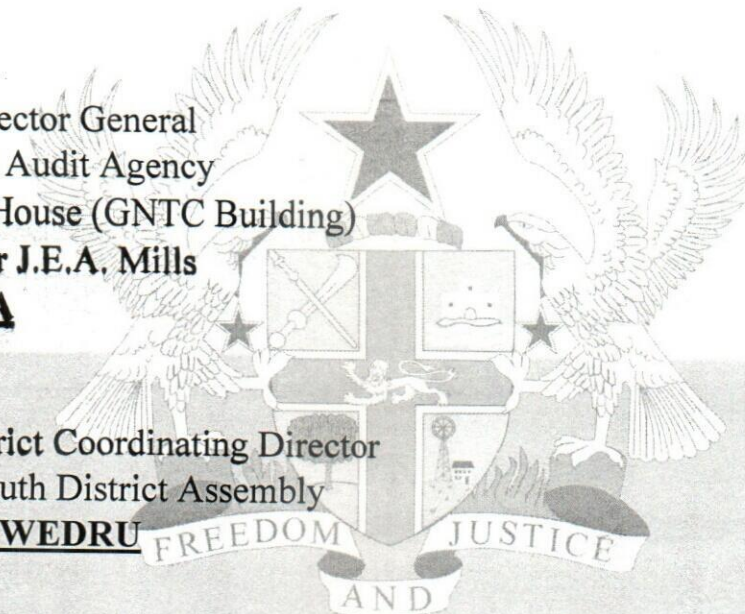 ector General
Audit Agency
House (GNTC Building)
r J.E.A. Mills
rict Coordinating Director
uth District Assembly
WEDRU
FREEDOM AND JUSTICE